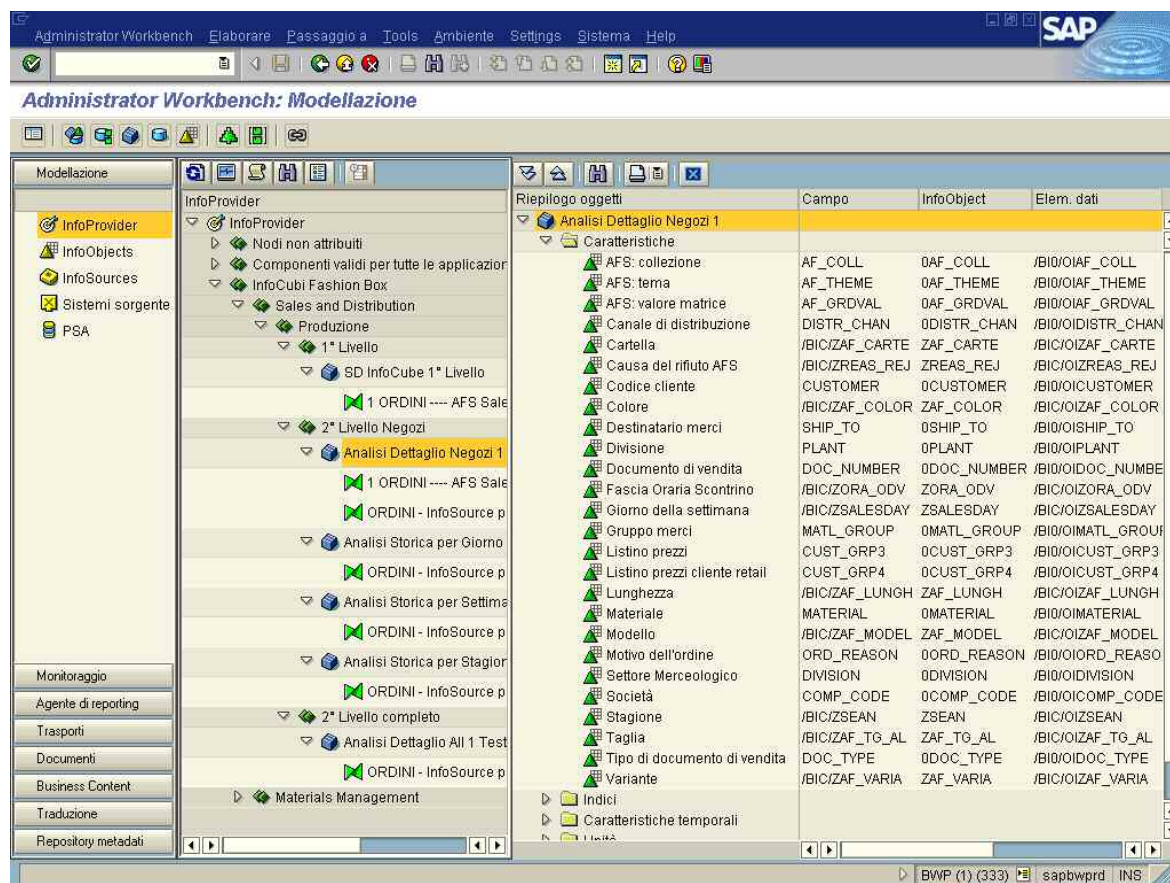 Administrator Workbench Elaborare Passaggio a Tools Ambiente Settings Sistema Help
SAP
Administrator Workbench: Modellazione
Modellazione
InfoProvider
InfoObjects
InfoSources
Sistemi sorgente
PSA
Monitoraggio
Agente di reporting
Trasporti
Documenti
Business Content
Traduzione
Repository metadati
InfoProvider
InfoProvider
Nodi non attribuiti
Componenti validi per tutte le applicazior
InfoCubi Fashion Box
Sales and Distribution
Produzione
1° Livello
SD InfoCube 1° Livello
1 ORDINI ---- AFS Sale
2° Livello Negozi
Analisi Dettaglio Negozi 1
1 ORDINI ---- AFS Sale
ORDINI - InfoSource p
Analisi Storica per Giorno
ORDINI - InfoSource p
Analisi Storica per Settima
ORDINI - InfoSource p
Analisi Storica per Stagior
ORDINI - InfoSource p
2° Livello completo
Analisi Dettaglio All 1 Test
ORDINI - InfoSource p
Materials Management
Riepilogo oggetti Campo InfoObject Elem. dati
Analisi Dettaglio Negozi 1
Caratteristiche
AFS: collezione AF_COLL 0AF_COLL /BI0/OIAF_COLL
AFS: tema AF_THEME 0AF_THEME /BI0/OIAF_THEME
AFS: valore matrice AF_GRDVAL 0AF_GRDVAL /BI0/OIAF_GRDVAL
Canale di distribuzione DISTR_CHAN 0DISTR_CHAN /BI0/OIDISTR_CHAN
Cartella /BIC/ZAF_CARTE ZAF_CARTE /BIC/OIZAF_CARTE
Causa del rifiuto AFS /BIC/ZREAS_REJ ZREAS_REJ /BIC/OIZREAS_REJ
Codice cliente CUSTOMER 0CUSTOMER /BI0/OICUSTOMER
Colore /BIC/ZAF_COLOR ZAF_COLOR /BIC/OIZAF_COLOR
Destinatario merci SHIP_TO 0SHIP_TO /BI0/OISHIP_TO
Divisione PLANT 0PLANT /BI0/OIPLANT
Documento di vendita DOC_NUMBER 0DOC_NUMBER /BI0/OIDOC_NUMBE
Fascia Oraria Scontrino /BIC/ZORA_ODV ZORA_ODV /BIC/OIZORA_ODV
Giorno della settimana /BIC/ZSALESDAY ZSALESDAY /BIC/OIZSALESDAY
Gruppo merci MATL_GROUP 0MATL_GROUP /BI0/OIMATL_GROUP
Listino prezzi CUST_GRP3 0CUST_GRP3 /BI0/OICUST_GRP3
Listino prezzi cliente retail CUST_GRP4 0CUST_GRP4 /BI0/OICUST_GRP4
Lunghezza /BIC/ZAF_LUNGH ZAF_LUNGH /BIC/OIZAF_LUNGH
Materiale MATERIAL 0MATERIAL /BI0/OIMATERIAL
Modello /BIC/ZAF_MODEL ZAF_MODEL /BIC/OIZAF_MODEL
Motivo dell'ordine ORD_REASON 0ORD_REASON /BI0/OIORD_REASO
Settore Merceologico DIVISION 0DIVISION /BI0/OIDIVISION
Società COMP_CODE 0COMP_CODE /BI0/OICOMP_CODE
Stagione /BIC/ZSEAN ZSEAN /BIC/OIZSEAN
Taglia /BIC/ZAF_TG_AL ZAF_TG_AL /BIC/OIZAF_TG_AL
Tipo di documento di vendita DOC_TYPE 0DOC_TYPE /BI0/OIDOC_TYPE
Variante /BIC/ZAF_VARIA ZAF_VARIA /BIC/OIZAF_VARIA
Indici
Caratteristiche temporali
Unità
BWP (1) (333) sapbwprd INS